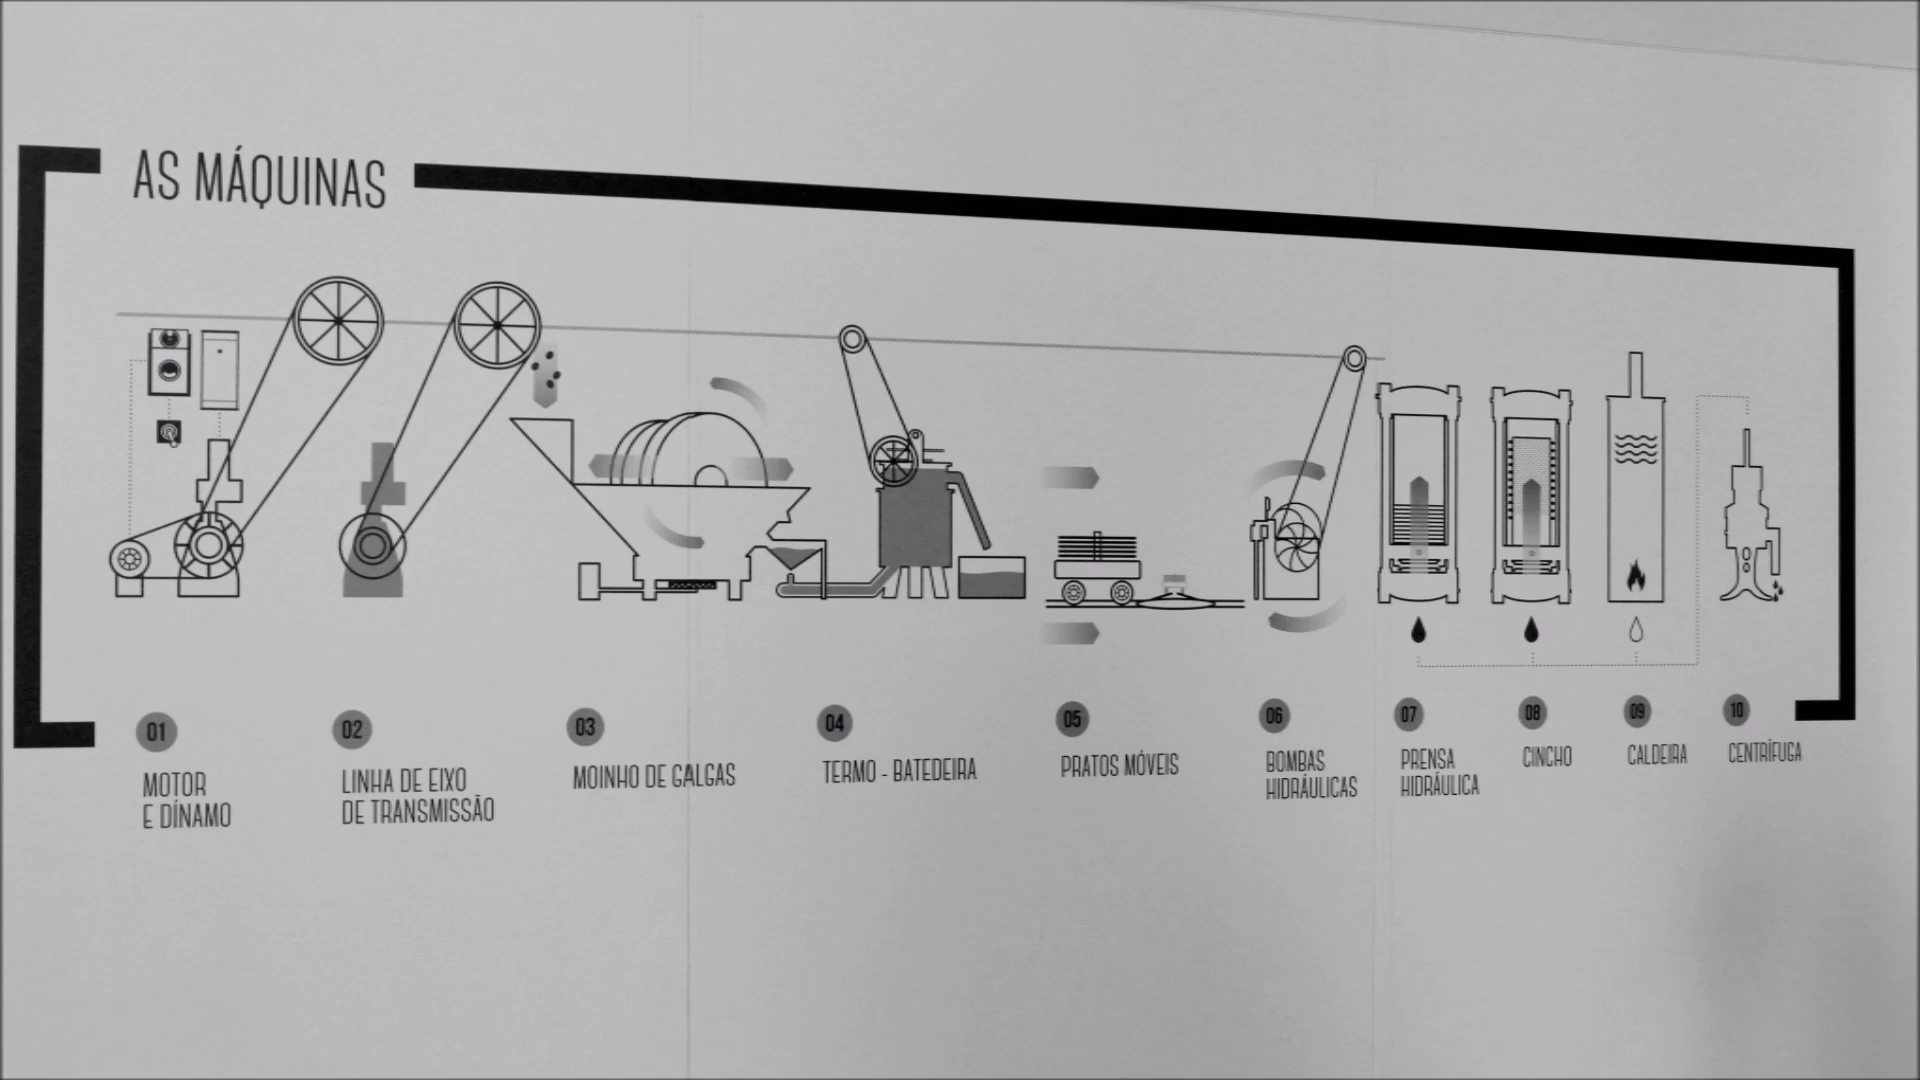 AS MÁQUINAS
01
MOTOR
E DÍNAMO
02
LINHA DE EIXO
DE TRANSMISSÃO
03
MOINHO DE GALGAS
04
TERMO - BATEDEIRA
05
PRATOS MÓVEIS
06
BOMBAS
HIDRÁULICAS
07
PRENSA
HIDRÁULICA
08
CINCHO
09
CALDEIRA
10
CENTRÍFUGA